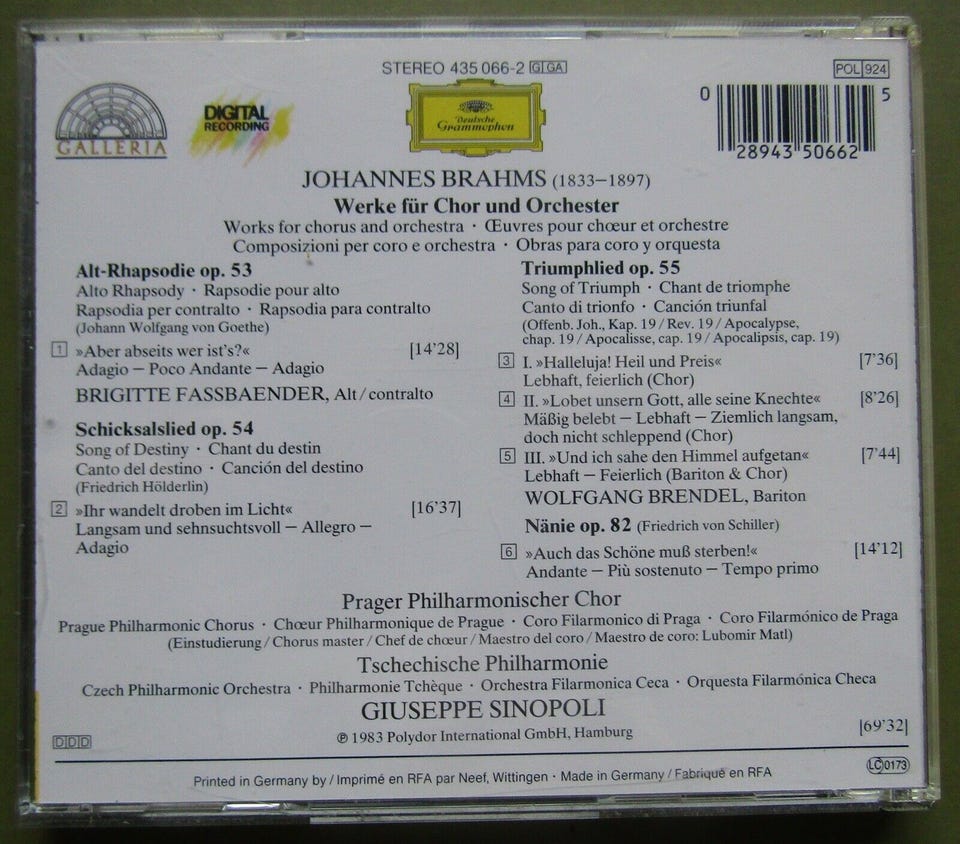 STEREO 435 066-2 GGA
POL 924
GALLERIA
DIGITAL
RECORDING
Deutsche
Grammophon
0 28943 50662 5
JOHANNES BRAHMS (1833–1897)
Werke für Chor und Orchester
Works for chorus and orchestra · Œuvres pour chœur et orchestre
Composizioni per coro e orchestra · Obras para coro y orquesta
Alt-Rhapsodie op. 53
Alto Rhapsody · Rapsodie pour alto
Rapsodia per contralto · Rapsodia para contralto
(Johann Wolfgang von Goethe)
1 »Aber abseits wer ist's?« [14'28]
Adagio – Poco Andante – Adagio
BRIGITTE FASSBAENDER, Alt / contralto
Schicksalslied op. 54
Song of Destiny · Chant du destin
Canto del destino · Canción del destino
(Friedrich Hölderlin)
2 »Ihr wandelt droben im Licht« [16'37]
Langsam und sehnsuchtsvoll – Allegro –
Adagio
Triumphlied op. 55
Song of Triumph · Chant de triomphe
Canto di trionfo · Canción triunfal
(Offenb. Joh., Kap. 19 / Rev. 19 / Apocalypse,
chap. 19 / Apocalisse, cap. 19 / Apocalipsis, cap. 19)
3 I. »Halleluja! Heil und Preis« [7'36]
Lebhaft, feierlich (Chor)
4 II. »Lobet unsern Gott, alle seine Knechte« [8'26]
Mäßig belebt – Lebhaft – Ziemlich langsam,
doch nicht schleppend (Chor)
5 III. »Und ich sahe den Himmel aufgetan« [7'44]
Lebhaft – Feierlich (Bariton & Chor)
WOLFGANG BRENDEL, Bariton
Nänie op. 82 (Friedrich von Schiller)
6 »Auch das Schöne muß sterben!« [14'12]
Andante – Più sostenuto – Tempo primo
Prager Philharmonischer Chor
Prague Philharmonic Chorus · Chœur Philharmonique de Prague · Coro Filarmonico di Praga · Coro Filarmónico de Praga
(Einstudierung / Chorus master / Chef de chœur / Maestro del coro / Maestro de coro: Lubomir Matl)
Tschechische Philharmonie
Czech Philharmonic Orchestra · Philharmonie Tchèque · Orchestra Filarmonica Ceca · Orquesta Filarmónica Checa
GIUSEPPE SINOPOLI
DDD
℗ 1983 Polydor International GmbH, Hamburg
[69'32]
Printed in Germany by / Imprimé en RFA par Neef, Wittingen · Made in Germany / Fabriqué en RFA
LC 0173